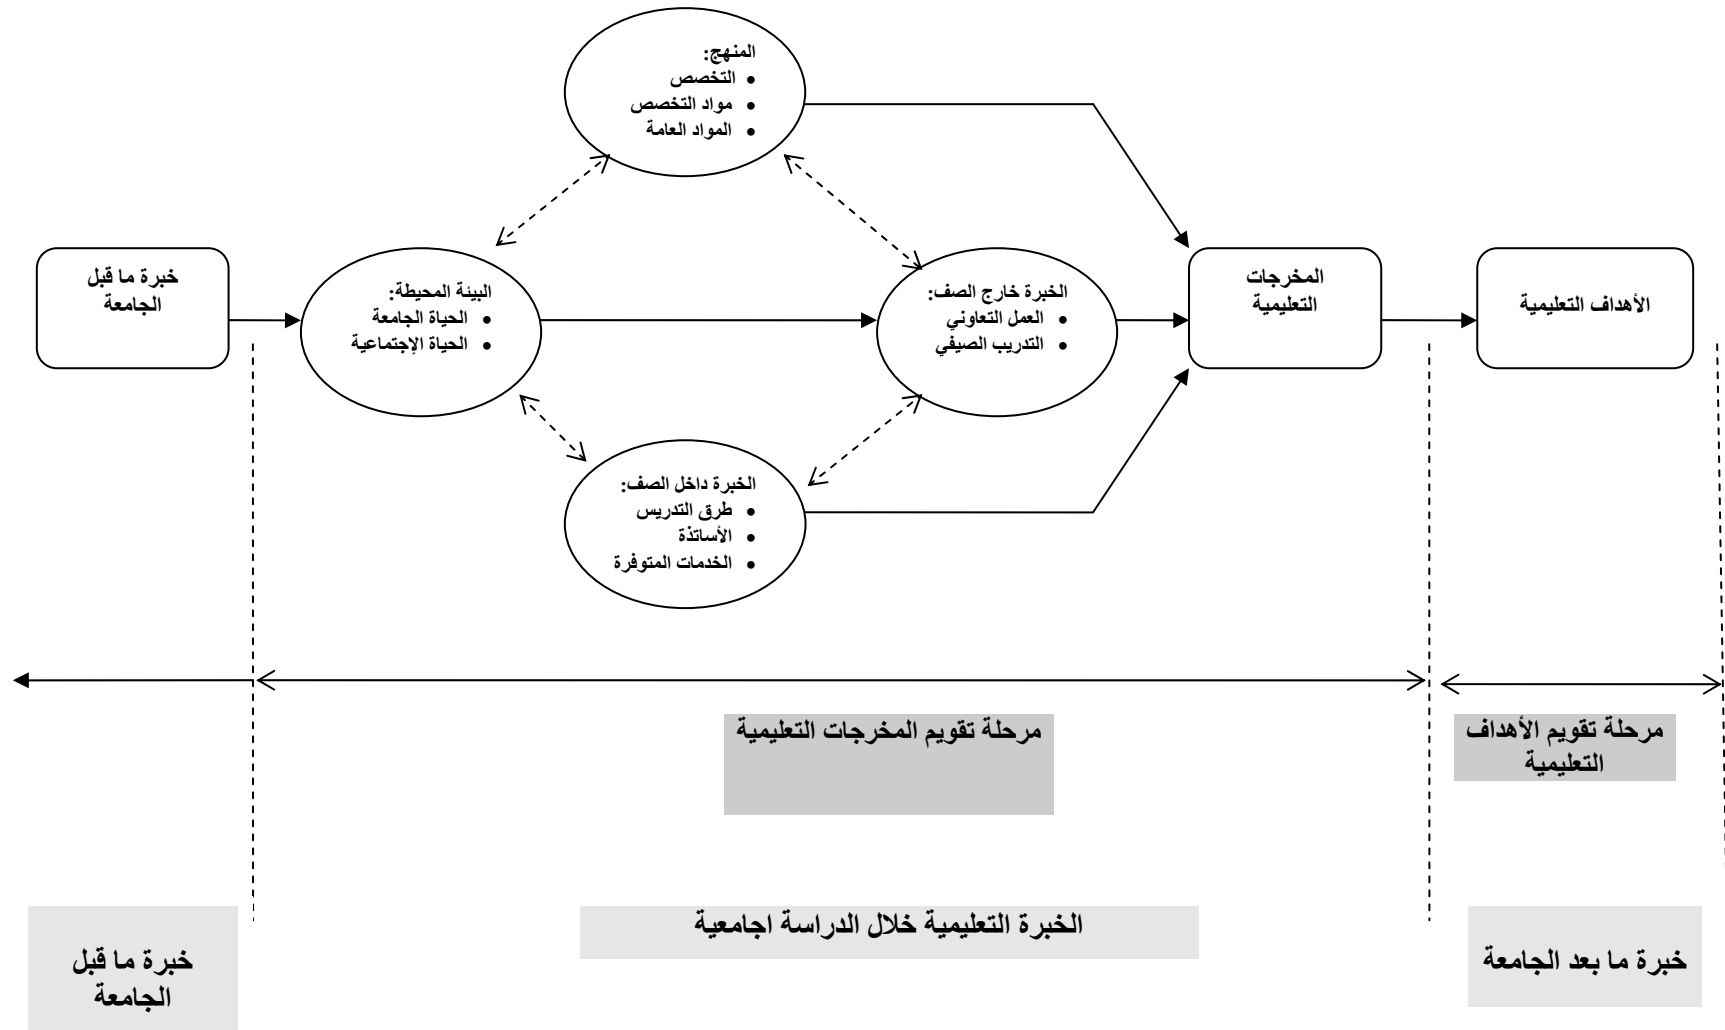 المنهج:
• التخصص
• مواد التخصص
• المواد العامة
خبرة ما قبل
الجامعة
البيئة المحيطة:
• الحياة الجامعة
• الحياة الإجتماعية
الخبرة خارج الصف:
• العمل التعاوني
• التدريب الصيفي
المخرجات
التعليمية
الأهداف التعليمية
الخبرة داخل الصف:
• طرق التدريس
• الأساتذة
• الخدمات المتوفرة
مرحلة تقويم المخرجات التعليمية
مرحلة تقويم الأهداف
التعليمية
خبرة ما قبل
الجامعة
الخبرة التعليمية خلال الدراسة اجامعية
خبرة ما بعد الجامعة